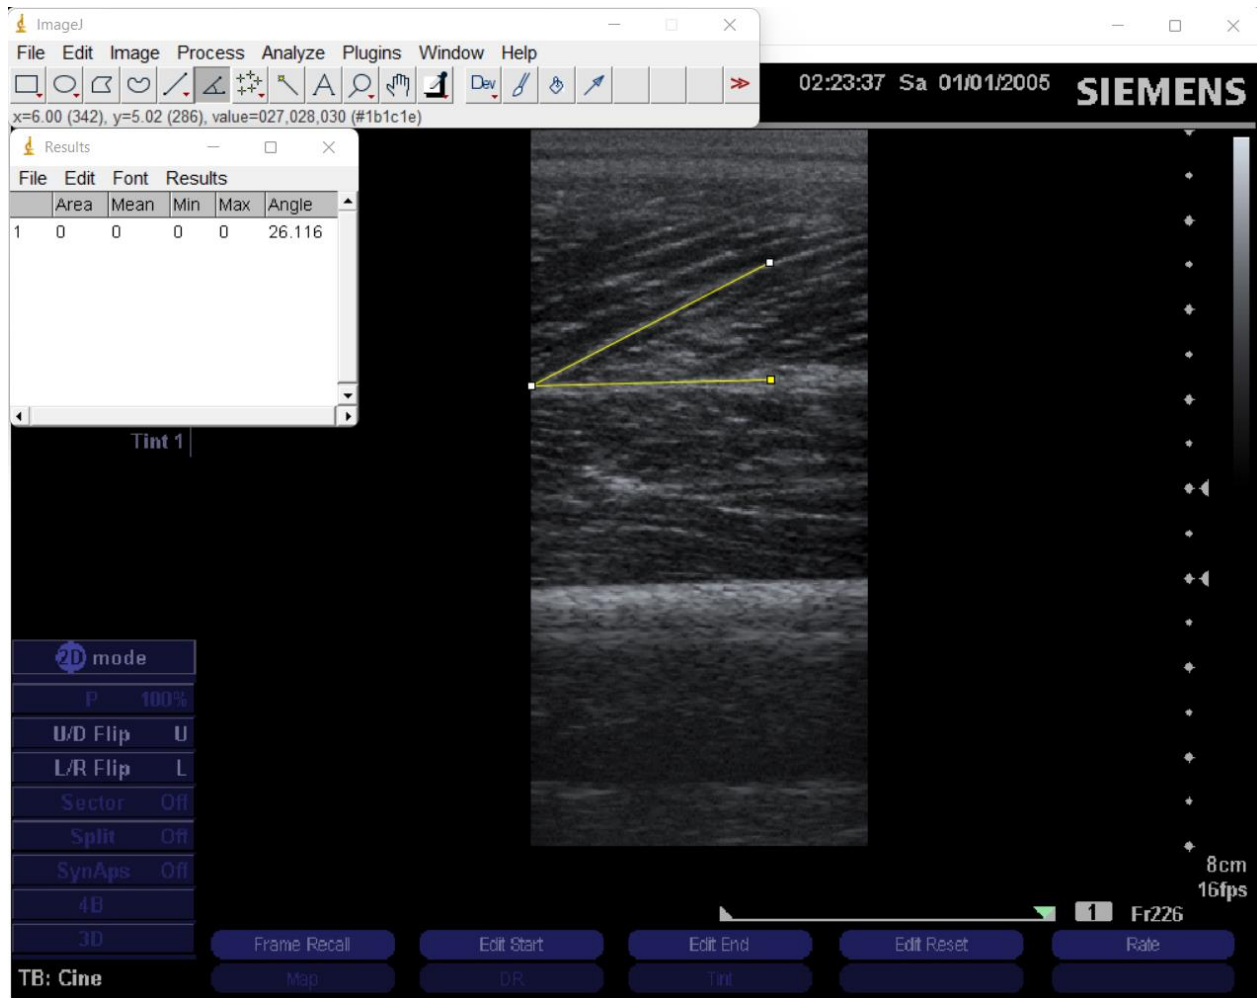 ImageJ
File Edit Image Process Analyze Plugins Window Help
Dev
x=6.00 (342), y=5.02 (286), value=027,028,030 (#1b1c1e)
02:23:37 Sa 01/01/2005
SIEMENS
Results
File Edit Font Results
Area Mean Min Max Angle
1 0 0 0 0 26.116
Tint 1
2D mode
P 100%
U/D Flip U
L/R Flip L
Sector Off
Split Off
SynAps Off
4B
3D
8cm
16fps
1 Fr226
Frame Recall Edit Start Edit End Edit Reset Rate
TB: Cine Map DR Tint